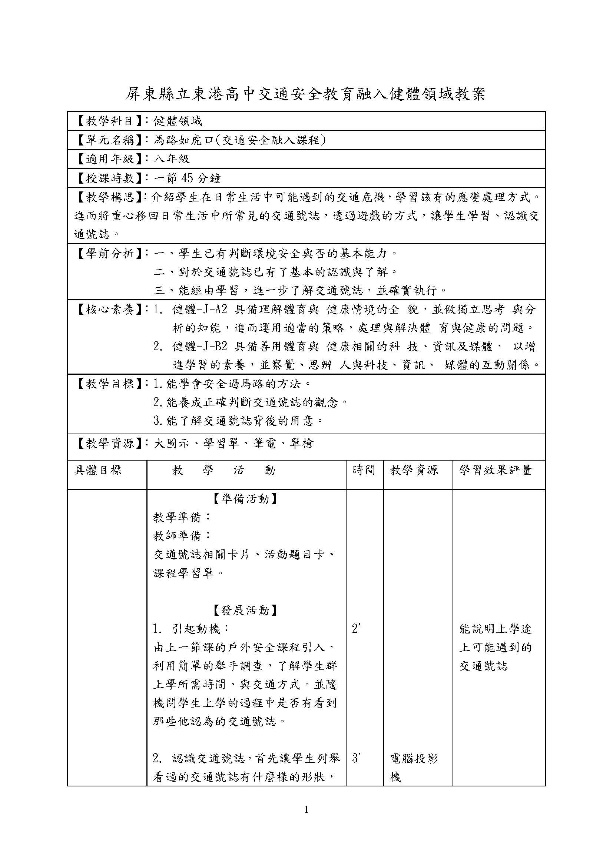 屏東縣立東港高中交通安全教育融入健體領域教案
【教學科目】：健體領域
【單元名稱】：馬路如虎口(交通安全融入課程)
【適用年級】：八年級
【授課時數】：一節 45 分鐘
【教學構思】：介紹學生在日常生活中可能遇到的交通危機，學習該有的應變處理方式。
進而將重心移回日常生活中所常見的交通號誌，透過遊戲的方式，讓學生學習、認識交
通號誌。
【學前分析】：一、學生已有判斷環境安全與否的基本能力。
二、對於交通號誌已有了基本的認識與了解。
三、能經由學習，進一步了解交通號誌，並確實執行。
【核心素養】：1. 健體-J-A2 具備理解體育與 健康情境的全 貌，並做獨立思考 與分
析的知能，進而運用適當的策略，處理與解決體 育與健康的問題。
2. 健體-J-B2 具備善用體育與 健康相關的科 技、資訊及媒體， 以增
進學習的素養，並察覺、思辨 人與科技、資訊、 媒體的互動關係。
【教學目標】：1.能學會安全過馬路的方法。
2.能養成正確判斷交通號誌的觀念。
3.能了解交通號誌背後的用意。
【教學資源】：大圖示、學習單、筆電、單槍
具體目標 教 學 活 動 時間 教學資源 學習效果評量
【準備活動】
教學準備：
教師準備：
交通號誌相關卡片、活動題目卡、
課程學習單。
【發展活動】
1. 引起動機：
由上一節課的戶外安全課程引入，
利用簡單的舉手調查，了解學生群
上學所需時間、與交通方式，並隨
機問學生上學的過程中是否有看到
那些他認為的交通號誌。
2'
能說明上學途
上可能遇到的
交通號誌
2. 認識交通號誌，首先讓學生列舉
看過的交通號誌有什麼樣的形狀，
3'
電腦投影
機
1